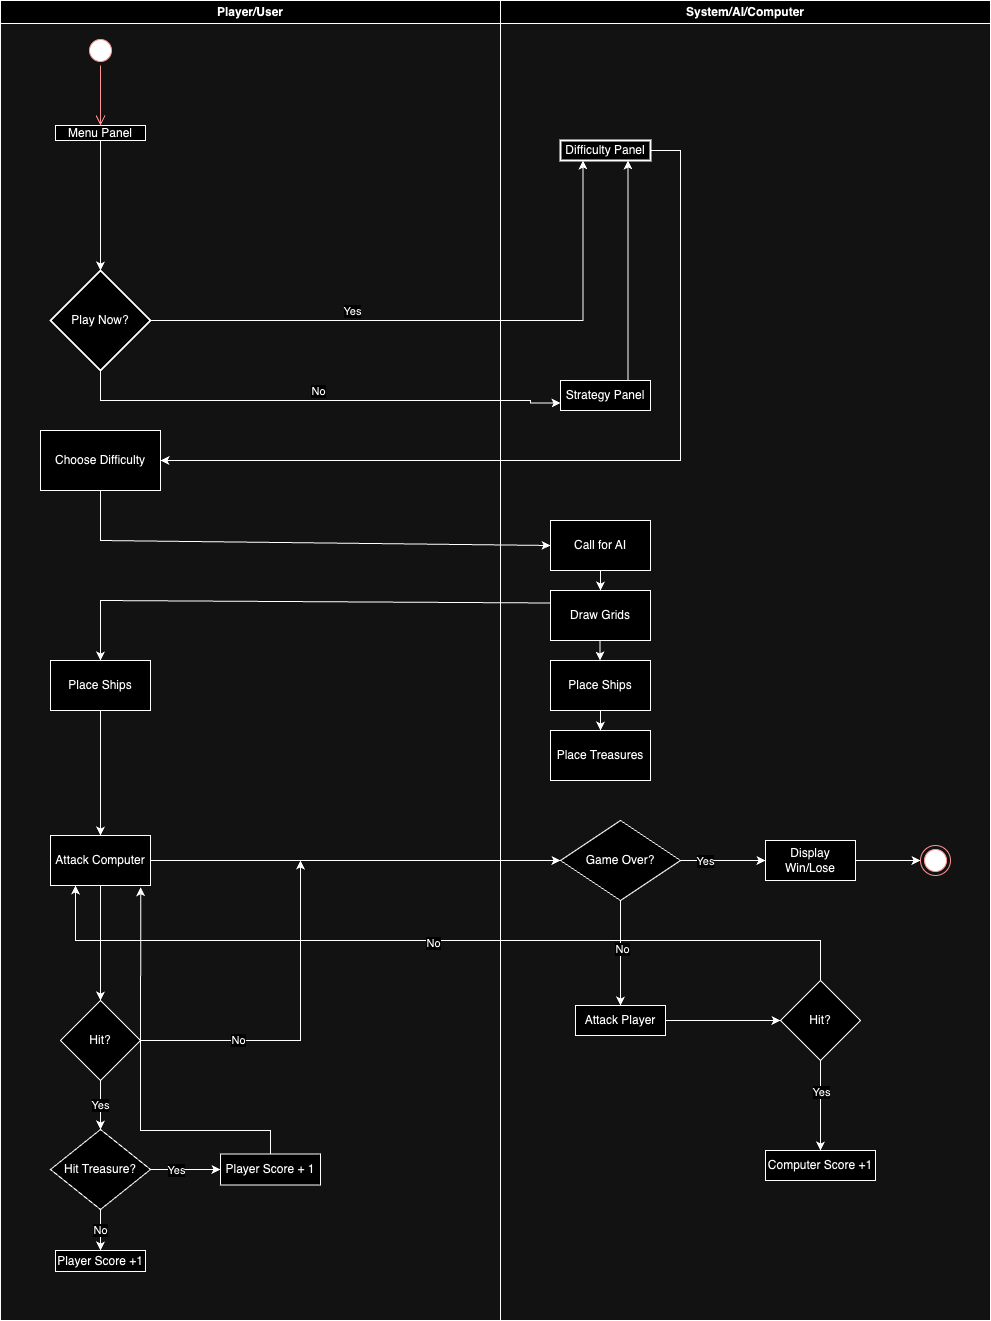 Player/User
System/AI/Computer
Menu Panel
Difficulty Panel
Play Now?
Yes
No
Strategy Panel
Choose Difficulty
Call for AI
Draw Grids
Place Ships
Place Ships
Place Treasures
Attack Computer
Game Over?
Yes
Display
Win/Lose
No
No
Attack Player
Hit?
Hit?
No
Yes
Yes
Hit Treasure?
Yes
Player Score + 1
Computer Score +1
No
Player Score +1